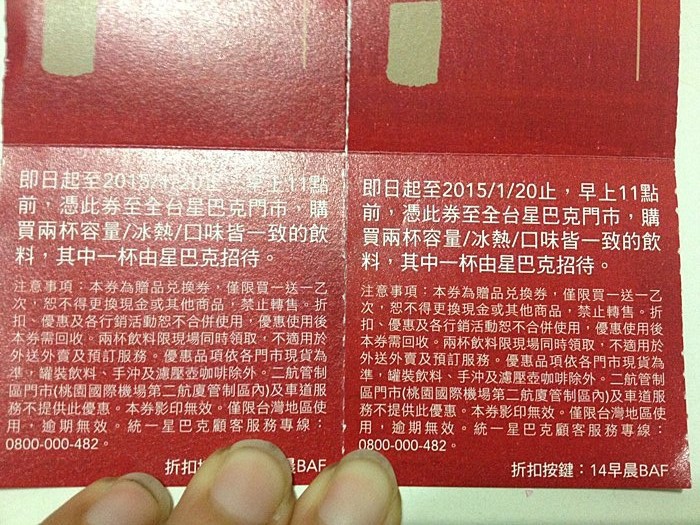 即日起至2015/1/20止,早上11點
前,憑此券至全台星巴克門市,購
買兩杯容量/冰熱/口味皆一致的飲
料,其中一杯由星巴克招待。
注意事項:本券為贈品兌換券,僅限買一送一乙
次,恕不得更換現金或其他商品,禁止轉售。折
扣、優惠及各行銷活動恕不合併使用,優惠使用後
本券需回收。兩杯飲料限現場同時領取,不適用於
外送外賣及預訂服務。優惠品項依各門市現貨為
準,罐裝飲料、手沖及濾壓壺咖啡除外。二航管制
區門市(桃園國際機場第二航廈管制區內)及車道服
務不提供此優惠。本券影印無效。僅限台灣地區使
用,逾期無效。統一星巴克顧客服務專線:
0800-000-482。
折扣 晨BAF
即日起至2015/1/20止,早上11點
前,憑此券至全台星巴克門市,購
買兩杯容量/冰熱/口味皆一致的飲
料,其中一杯由星巴克招待。
注意事項:本券為贈品兌換券,僅限買一送一乙
次,恕不得更換現金或其他商品,禁止轉售。折
扣、優惠及各行銷活動恕不合併使用,優惠使用後
本券需回收。兩杯飲料限現場同時領取,不適用於
外送外賣及預訂服務。優惠品項依各門市現貨為
準,罐裝飲料、手沖及濾壓壺咖啡除外。二航管制
區門市(桃園國際機場第二航廈管制區內)及車道服
務不提供此優惠。本券影印無效。僅限台灣地區使
用,逾期無效。統一星巴克顧客服務專線:
0800-000-482。
折扣按鍵:14早晨BAF